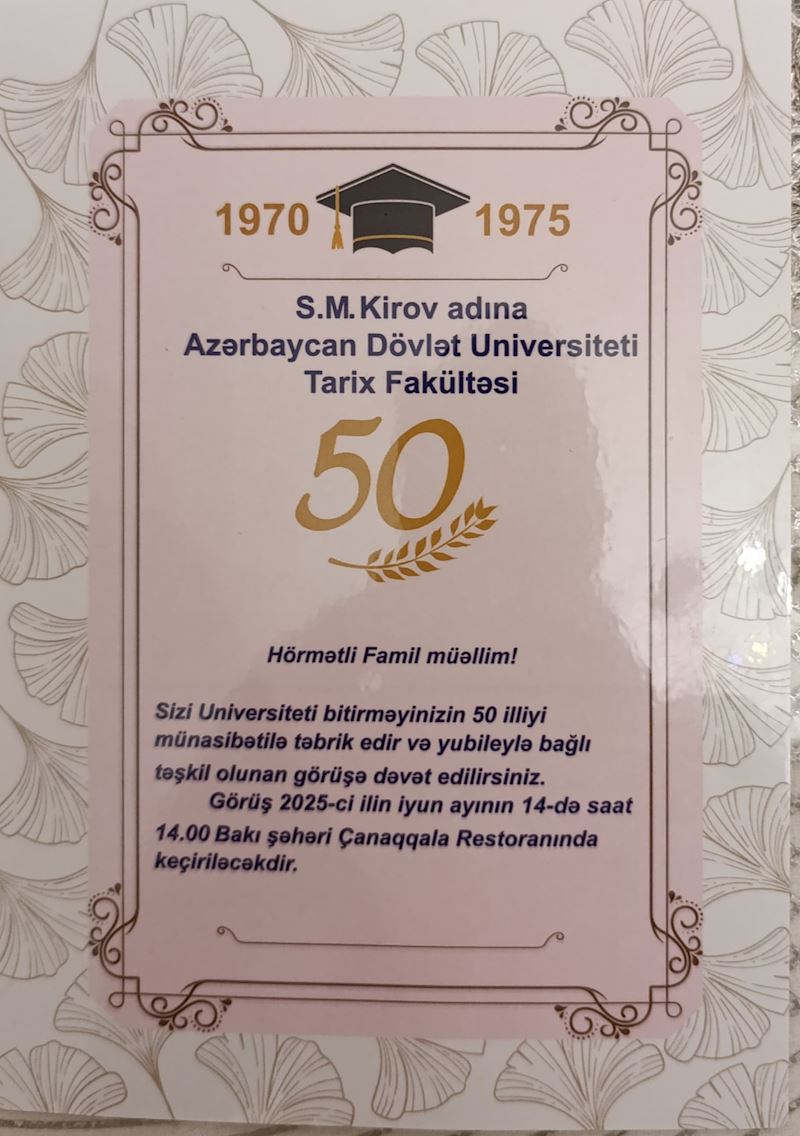 1970 1975
S.M.Kirov adına
Azərbaycan Dövlət Universiteti
Tarix Fakültəsi
50
Hörmətli Famil müəllim!
Sizi Universiteti bitirməyinizin 50 illiyi
münasibətilə təbrik edir və yubileylə bağlı
təşkil olunan görüşə dəvət edilirsiniz.
Görüş 2025-ci ilin iyun ayının 14-də saat
14.00 Bakı şəhəri Çanaqqala Restoranında
keçiriləcəkdir.